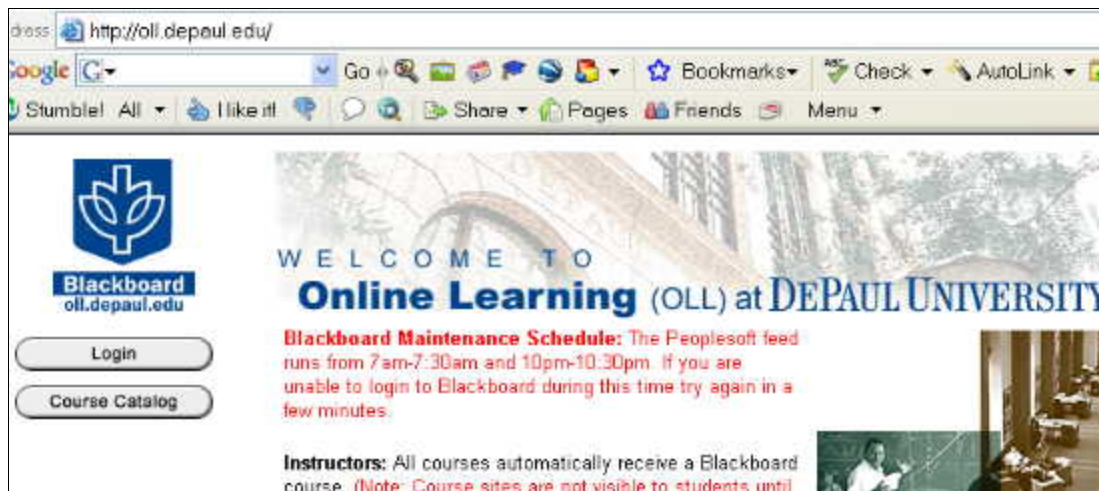 dress http://oll.depaul.edu/
Google G Go Bookmarks Check AutoLink
Stumble! All I like it! Share Pages Friends Menu
Blackboard
oll.depaul.edu
Login
Course Catalog
WELCOME TO
Online Learning (OLL) at DEPAUL UNIVERSITY
Blackboard Maintenance Schedule: The Peoplesoft feed
runs from 7am-7:30am and 10pm-10:30pm. If you are
unable to login to Blackboard during this time try again in a
few minutes.
Instructors: All courses automatically receive a Blackboard
course. (Note: Course sites are not visible to students until